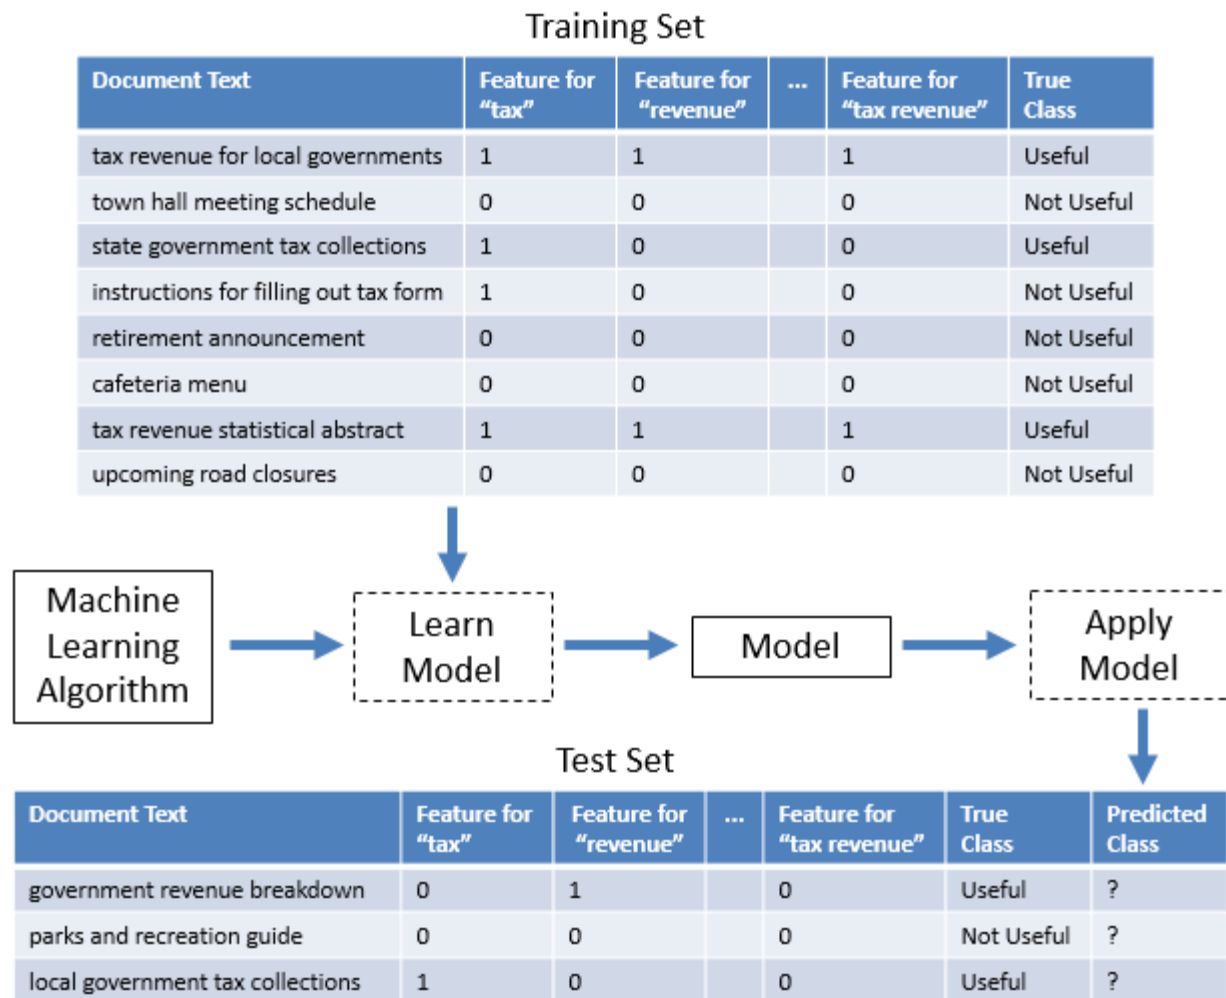 Training Set
Document Text Feature for "tax" Feature for "revenue" ... Feature for "tax revenue" True Class
tax revenue for local governments 1 1 1 Useful
town hall meeting schedule 0 0 0 Not Useful
state government tax collections 1 0 0 Useful
instructions for filling out tax form 1 0 0 Not Useful
retirement announcement 0 0 0 Not Useful
cafeteria menu 0 0 0 Not Useful
tax revenue statistical abstract 1 1 1 Useful
upcoming road closures 0 0 0 Not Useful
Machine
Learning
Algorithm
Learn
Model
Model
Apply
Model
Test Set
Document Text Feature for "tax" Feature for "revenue" ... Feature for "tax revenue" True Class Predicted Class
government revenue breakdown 0 1 0 Useful ?
parks and recreation guide 0 0 0 Not Useful ?
local government tax collections 1 0 0 Useful ?